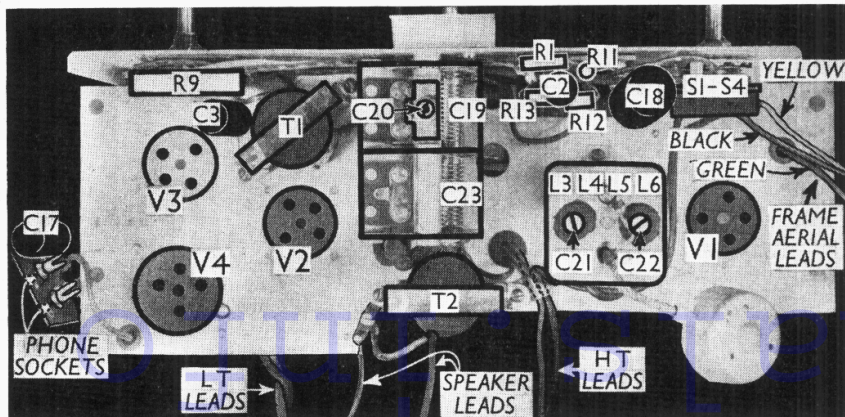 R9
R1
R11
C3
T1
C20
C19
R13
C2
R12
C18
S1-S4
YELLOW
BLACK
GREEN
FRAME
AERIAL
LEADS
V3
V2
C23
L3 L4 L5 L6
C21 C22
V1
C17
V4
T2
PHONE
SOCKETS
LT
LEADS
SPEAKER
LEADS
HT
LEADS